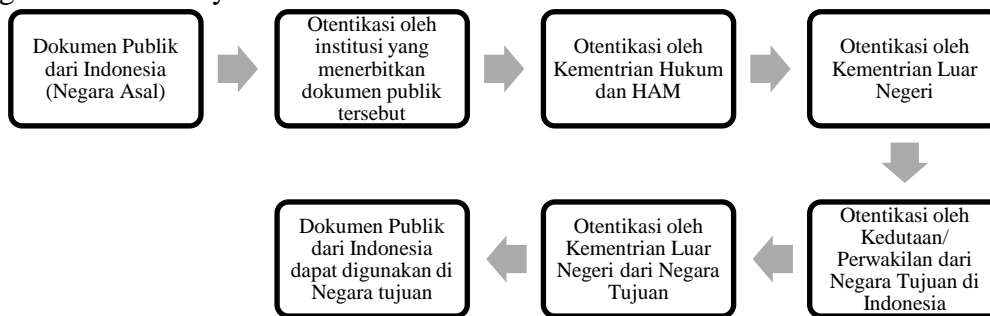 Dokumen Publik
dari Indonesia
(Negara Asal)
Otentikasi oleh
institusi yang
menerbitkan
dokumen publik
tersebut
Otentikasi oleh
Kementrian Hukum
dan HAM
Otentikasi oleh
Kementrian Luar
Negeri
Otentikasi oleh
Kedutaan/
Perwakilan dari
Negara Tujuan di
Indonesia
Otentikasi oleh
Kementrian Luar
Negeri dari Negara
Tujuan
Dokumen Publik
dari Indonesia
dapat digunakan di
Negara tujuan